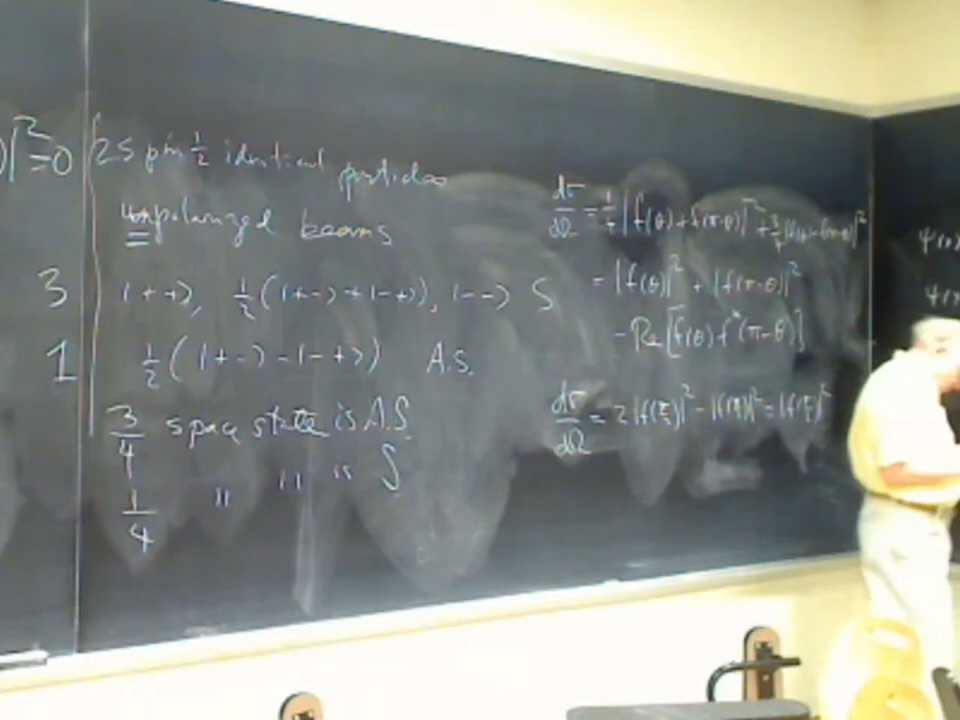 )|² = 0
2 Spin ½ identical particles
unpolarized beams
3 |++>, ½(|+-> + |-+>), |--> S
1 ½(|+-> - |-+>) A.S.
3/4 space state is A.S.
1/4 " " is S
dσ/dΩ = 1/4 |f(θ) + f(π-θ)|² + 3/4 |f(θ) - f(π-θ)|²
= |f(θ)|² + |f(π-θ)|²
- Re[f(θ) f*(π-θ)]
dσ/dΩ = 2|f(π/2)|² - |f(π/2)|² = |f(π/2)|²
ψ(
ψ(